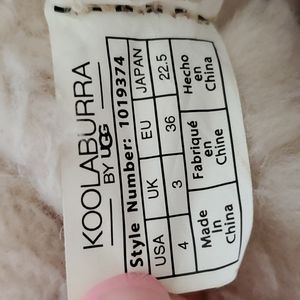 KOOLABURRA
BY UGG
Style Number: 1019374
USA UK EU JAPAN
4 3 36 22.5
Made In China
Fabriqué en Chine
Hecho en China